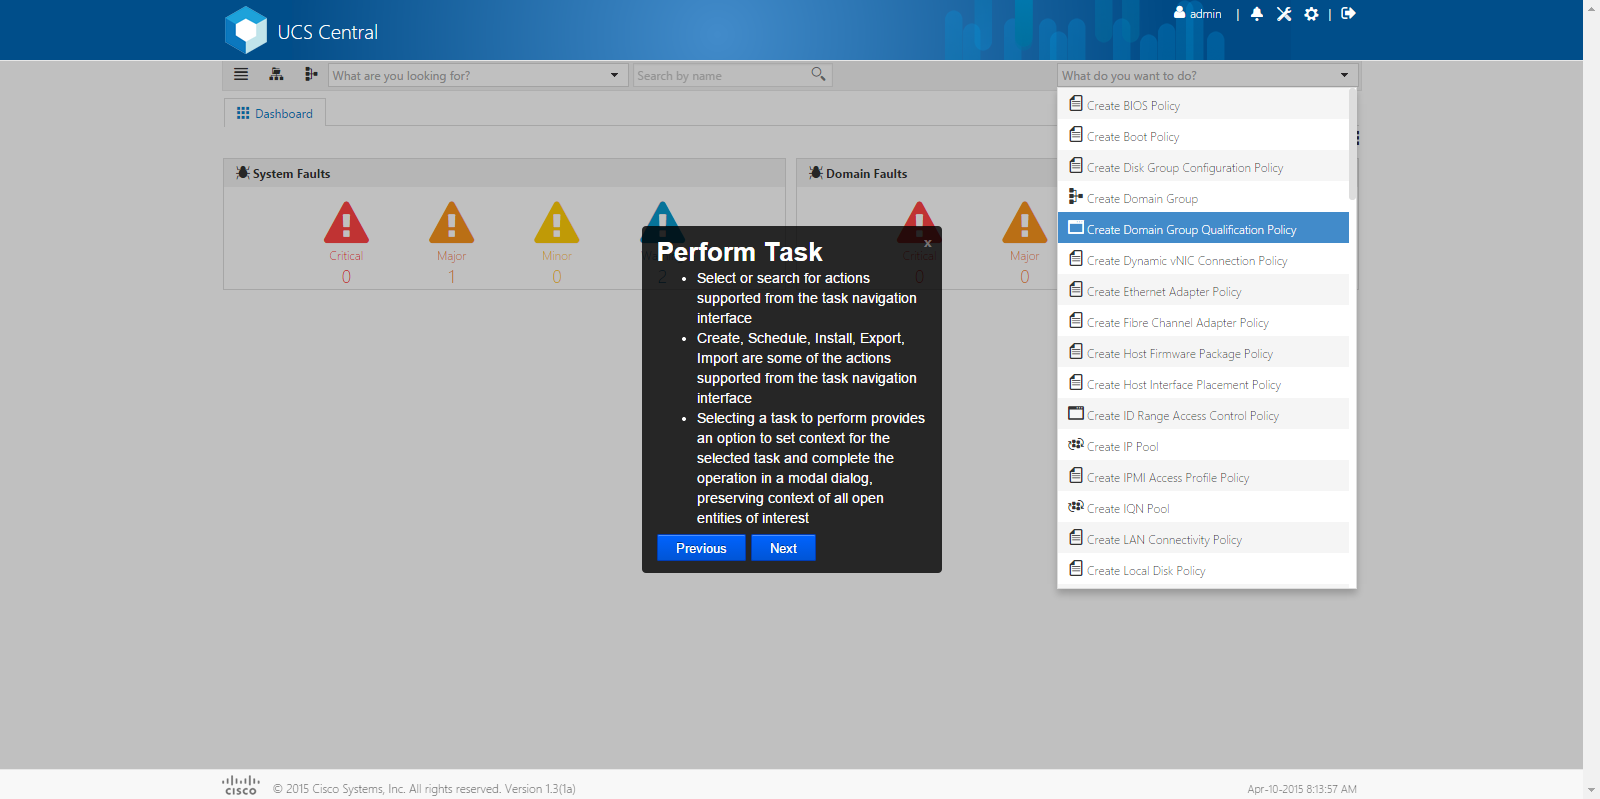 UCS Central
admin
What are you looking for?
Search by name
What do you want to do?
Dashboard
System Faults
Critical
0
Major
1
Minor
0
2
Domain Faults
Critical
0
Major
0
Perform Task
x
• Select or search for actions
supported from the task navigation
interface
• Create, Schedule, Install, Export,
Import are some of the actions
supported from the task navigation
interface
• Selecting a task to perform provides
an option to set context for the
selected task and complete the
operation in a modal dialog,
preserving context of all open
entities of interest
Previous
Next
Create BIOS Policy
Create Boot Policy
Create Disk Group Configuration Policy
Create Domain Group
Create Domain Group Qualification Policy
Create Dynamic vNIC Connection Policy
Create Ethernet Adapter Policy
Create Fibre Channel Adapter Policy
Create Host Firmware Package Policy
Create Host Interface Placement Policy
Create ID Range Access Control Policy
Create IP Pool
Create IPMI Access Profile Policy
Create IQN Pool
Create LAN Connectivity Policy
Create Local Disk Policy
CISCO
© 2015 Cisco Systems, Inc. All rights reserved. Version 1.3(1a)
Apr-10-2015 8:13:57 AM